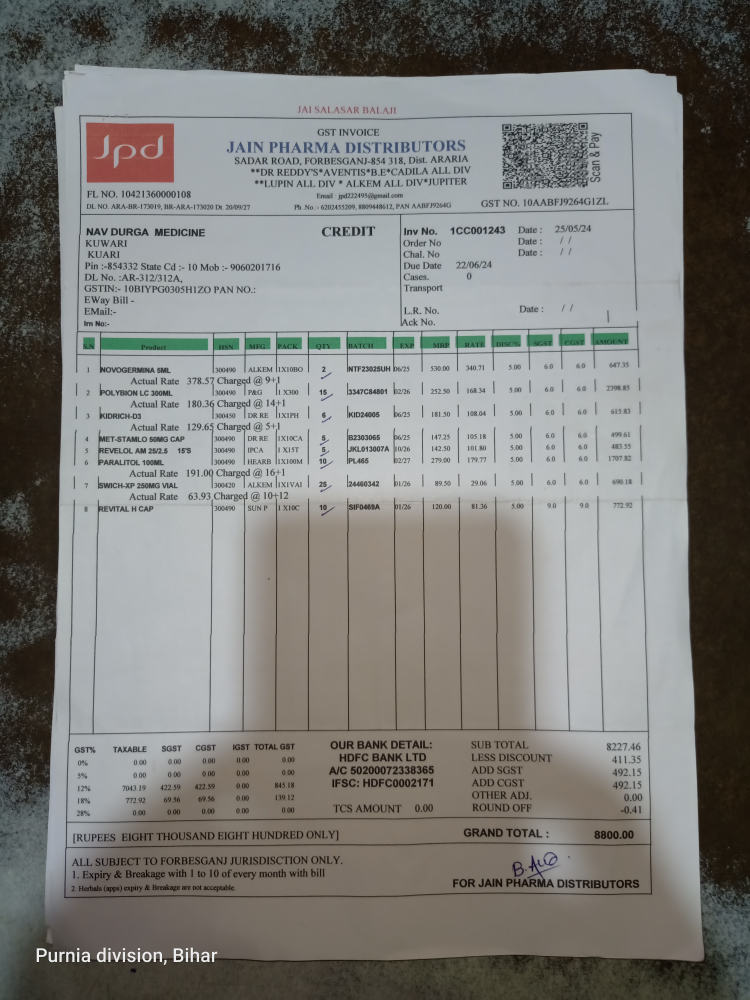 JAI SALASAR BALAJI
Jpd
GST INVOICE
JAIN PHARMA DISTRIBUTORS
SADAR ROAD, FORBESGANJ-854 318, Dist. ARARIA
**DR REDDY'S*AVENTIS*B.E*CADILA ALL DIV
**LUPIN ALL DIV * ALKEM ALL DIV*JUPITER
Scan & Pay
Email : jpd222495@gmail.com
FL NO. 10421360000108
GST NO. 10AABFJ9264G1ZL
DL NO. ARA-BR-173019, BR-ARA-173020 Dt 20/09/27 Ph. No :- 6202455209, 8809448612, PAN AABFJ9264G
NAV DURGA MEDICINE CREDIT
KUWARI
KUARI
Pin :-854332 State Cd :- 10 Mob :- 9060201716
DL No. :AR-312/312A,
GSTIN:- 10BIYPG0305H1ZO PAN NO.:
EWay Bill -
EMail:-
Irn No:-
Inv No. 1CC001243 Date : 25/05/24
Order No Date : / /
Chal. No Date : / /
Due Date 22/06/24
Cases. 0
Transport
L.R. No. Date : / /
Ack No.
S.N Product HSN MFG PACK QTY BATCH EXP MRP RATE DISC% SGST CGST AMOUNT
1 NOVOGERMINA 5ML 300490 ALKEM 1X10BO 2 NTF23025UH 06/25 530.00 340.71 5.00 6.0 6.0 647.35
Actual Rate 378.57 Charged @ 9+1
2 POLYBION LC 300ML 300490 P&G 1 X300 15 3347C84801 02/26 252.50 168.34 5.00 6.0 6.0 2398.85
Actual Rate 180.36 Charged @ 14+1
3 KIDRICH-D3 300450 DR RE 1X1PH 6 KID24005 06/25 181.50 108.04 5.00 6.0 6.0 615.83
Actual Rate 129.65 Charged @ 5+1
4 MET-STAMLO 50MG CAP 300490 DR RE 1X10CA 5 B2303065 06/25 147.25 105.18 5.00 6.0 6.0 499.61
5 REVELOL AM 25/2.5 15'S 300490 IPCA 1 X15T 5 JKL013007A 10/26 142.50 101.80 5.00 6.0 6.0 483.55
6 PARALITOL 100ML 300490 HEARB 1X100M 10 PL465 02/27 279.00 179.77 5.00 6.0 6.0 1707.82
Actual Rate 191.00 Charged @ 16+1
7 SWICH-XP 250MG VIAL 300420 ALKEM 1X1VAI 25 24460342 01/26 89.50 29.06 5.00 6.0 6.0 690.18
Actual Rate 63.93 Charged @ 10+12
8 REVITAL H CAP 300490 SUN P 1 X10C 10 SIF0469A 01/26 120.00 81.36 5.00 9.0 9.0 772.92
GST% TAXABLE SGST CGST IGST TOTAL GST
0% 0.00 0.00 0.00 0.00 0.00
5% 0.00 0.00 0.00 0.00 0.00
12% 7043.19 422.59 422.59 0.00 845.18
18% 772.92 69.56 69.56 0.00 139.12
28% 0.00 0.00 0.00 0.00 0.00
OUR BANK DETAIL:
HDFC BANK LTD
A/C 50200072338365
IFSC: HDFC0002171
TCS AMOUNT 0.00
SUB TOTAL 8227.46
LESS DISCOUNT 411.35
ADD SGST 492.15
ADD CGST 492.15
OTHER ADJ. 0.00
ROUND OFF -0.41
[RUPEES EIGHT THOUSAND EIGHT HUNDRED ONLY] GRAND TOTAL : 8800.00
ALL SUBJECT TO FORBESGANJ JURISDISCTION ONLY.
1. Expiry & Breakage with 1 to 10 of every month with bill
2. Herbals (apps) expiry & Breakage are not acceptable.
FOR JAIN PHARMA DISTRIBUTORS
Purnia division, Bihar